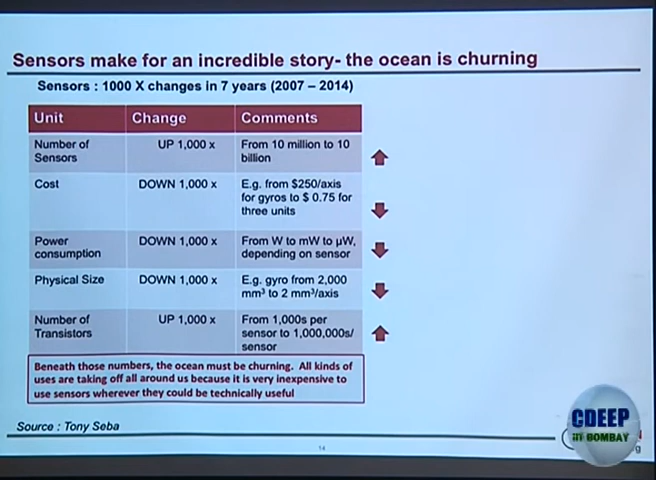 Sensors make for an incredible story- the ocean is churning
Sensors : 1000 X changes in 7 years (2007 – 2014)
Unit Change Comments
Number of Sensors UP 1,000 x From 10 million to 10 billion
Cost DOWN 1,000 x E.g. from $250/axis for gyros to $ 0.75 for three units
Power consumption DOWN 1,000 x From W to mW to µW, depending on sensor
Physical Size DOWN 1,000 x E.g. gyro from 2,000 mm³ to 2 mm³/axis
Number of Transistors UP 1,000 x From 1,000s per sensor to 1,000,000s/ sensor
Beneath those numbers, the ocean must be churning. All kinds of
uses are taking off all around us because it is very inexpensive to
use sensors wherever they could be technically useful
Source : Tony Seba
14
CDEEP
IIT BOMBAY